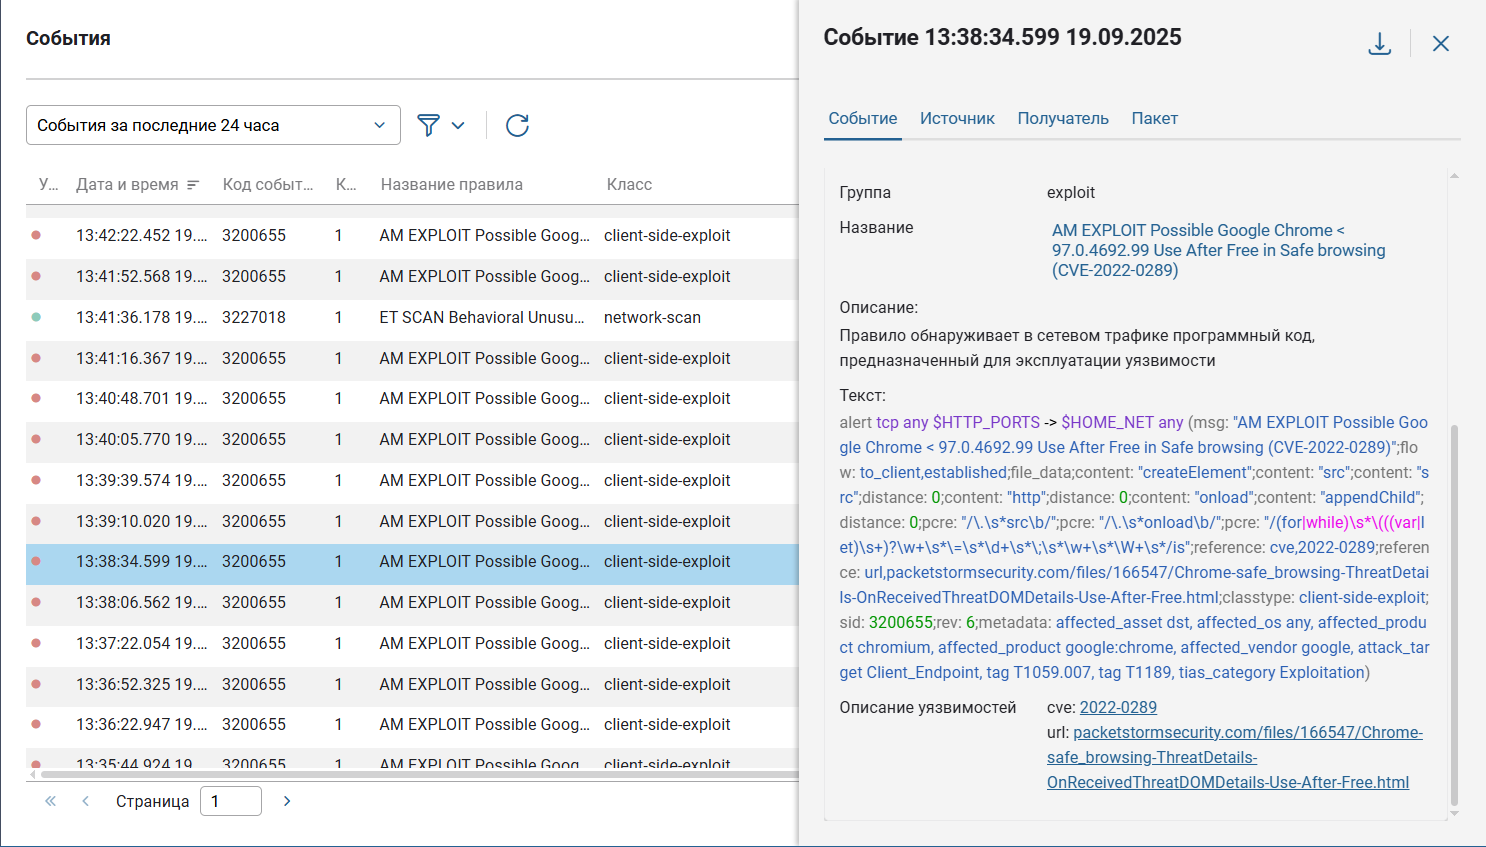 События
События за последние 24 часа
У... Дата и время Код событ... К... Название правила Класс
13:42:22.452 19.... 3200655 1 AM EXPLOIT Possible Goog... client-side-exploit
13:41:52.568 19.... 3200655 1 AM EXPLOIT Possible Goog... client-side-exploit
13:41:36.178 19.... 3227018 1 ET SCAN Behavioral Unusu... network-scan
13:41:16.367 19.... 3200655 1 AM EXPLOIT Possible Goog... client-side-exploit
13:40:48.701 19.... 3200655 1 AM EXPLOIT Possible Goog... client-side-exploit
13:40:05.770 19.... 3200655 1 AM EXPLOIT Possible Goog... client-side-exploit
13:39:39.574 19.... 3200655 1 AM EXPLOIT Possible Goog... client-side-exploit
13:39:10.020 19.... 3200655 1 AM EXPLOIT Possible Goog... client-side-exploit
13:38:34.599 19.... 3200655 1 AM EXPLOIT Possible Goog... client-side-exploit
13:38:06.562 19.... 3200655 1 AM EXPLOIT Possible Goog... client-side-exploit
13:37:22.054 19.... 3200655 1 AM EXPLOIT Possible Goog... client-side-exploit
13:36:52.325 19.... 3200655 1 AM EXPLOIT Possible Goog... client-side-exploit
13:36:22.947 19.... 3200655 1 AM EXPLOIT Possible Goog... client-side-exploit
13:35:44.924 19.... 3200655 1 AM EXPLOIT Possible Goog... client-side-exploit
Страница 1
Событие 13:38:34.599 19.09.2025
Событие Источник Получатель Пакет
Группа exploit
Название AM EXPLOIT Possible Google Chrome <
97.0.4692.99 Use After Free in Safe browsing
(CVE-2022-0289)
Описание:
Правило обнаруживает в сетевом трафике программный код,
предназначенный для эксплуатации уязвимости
Текст:
alert tcp any $HTTP_PORTS -> $HOME_NET any (msg: "AM EXPLOIT Possible Goo
gle Chrome < 97.0.4692.99 Use After Free in Safe browsing (CVE-2022-0289)";flo
w: to_client,established;file_data;content: "createElement";content: "src";content: "s
rc";distance: 0;content: "http";distance: 0;content: "onload";content: "appendChild";
distance: 0;pcre: "/\.\s*src\b/";pcre: "/\.\s*onload\b/";pcre: "/(for|while)\s*\(((var|l
et)\s+)?\w+\s*\=\s*\d+\s*\;\s*\w+\s*\W+\s*/is";reference: cve,2022-0289;referen
ce: url,packetstormsecurity.com/files/166547/Chrome-safe_browsing-ThreatDetai
ls-OnReceivedThreatDOMDetails-Use-After-Free.html;classtype: client-side-exploit;
sid: 3200655;rev: 6;metadata: affected_asset dst, affected_os any, affected_produ
ct chromium, affected_product google:chrome, affected_vendor google, attack_tar
get Client_Endpoint, tag T1059.007, tag T1189, tias_category Exploitation)
Описание уязвимостей cve: 2022-0289
url: packetstormsecurity.com/files/166547/Chrome-
safe_browsing-ThreatDetails-
OnReceivedThreatDOMDetails-Use-After-Free.html